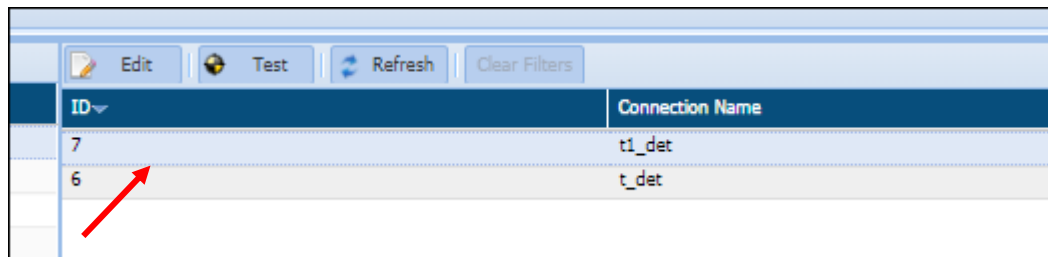 Edit Test Refresh Clear Filters
ID Connection Name
7 t1_det
6 t_det